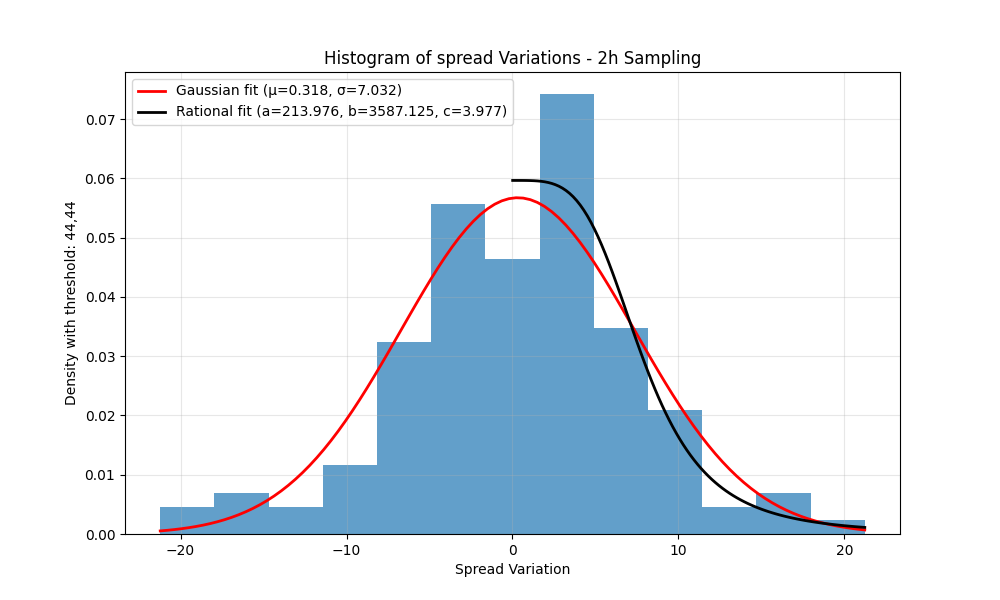 Histogram of spread Variations - 2h Sampling
Gaussian fit (μ=0.318, σ=7.032)
Rational fit (a=213.976, b=3587.125, c=3.977)
Density with threshold: 44,44
0.07
0.06
0.05
0.04
0.03
0.02
0.01
0.00
−20
−10
0
10
20
Spread Variation